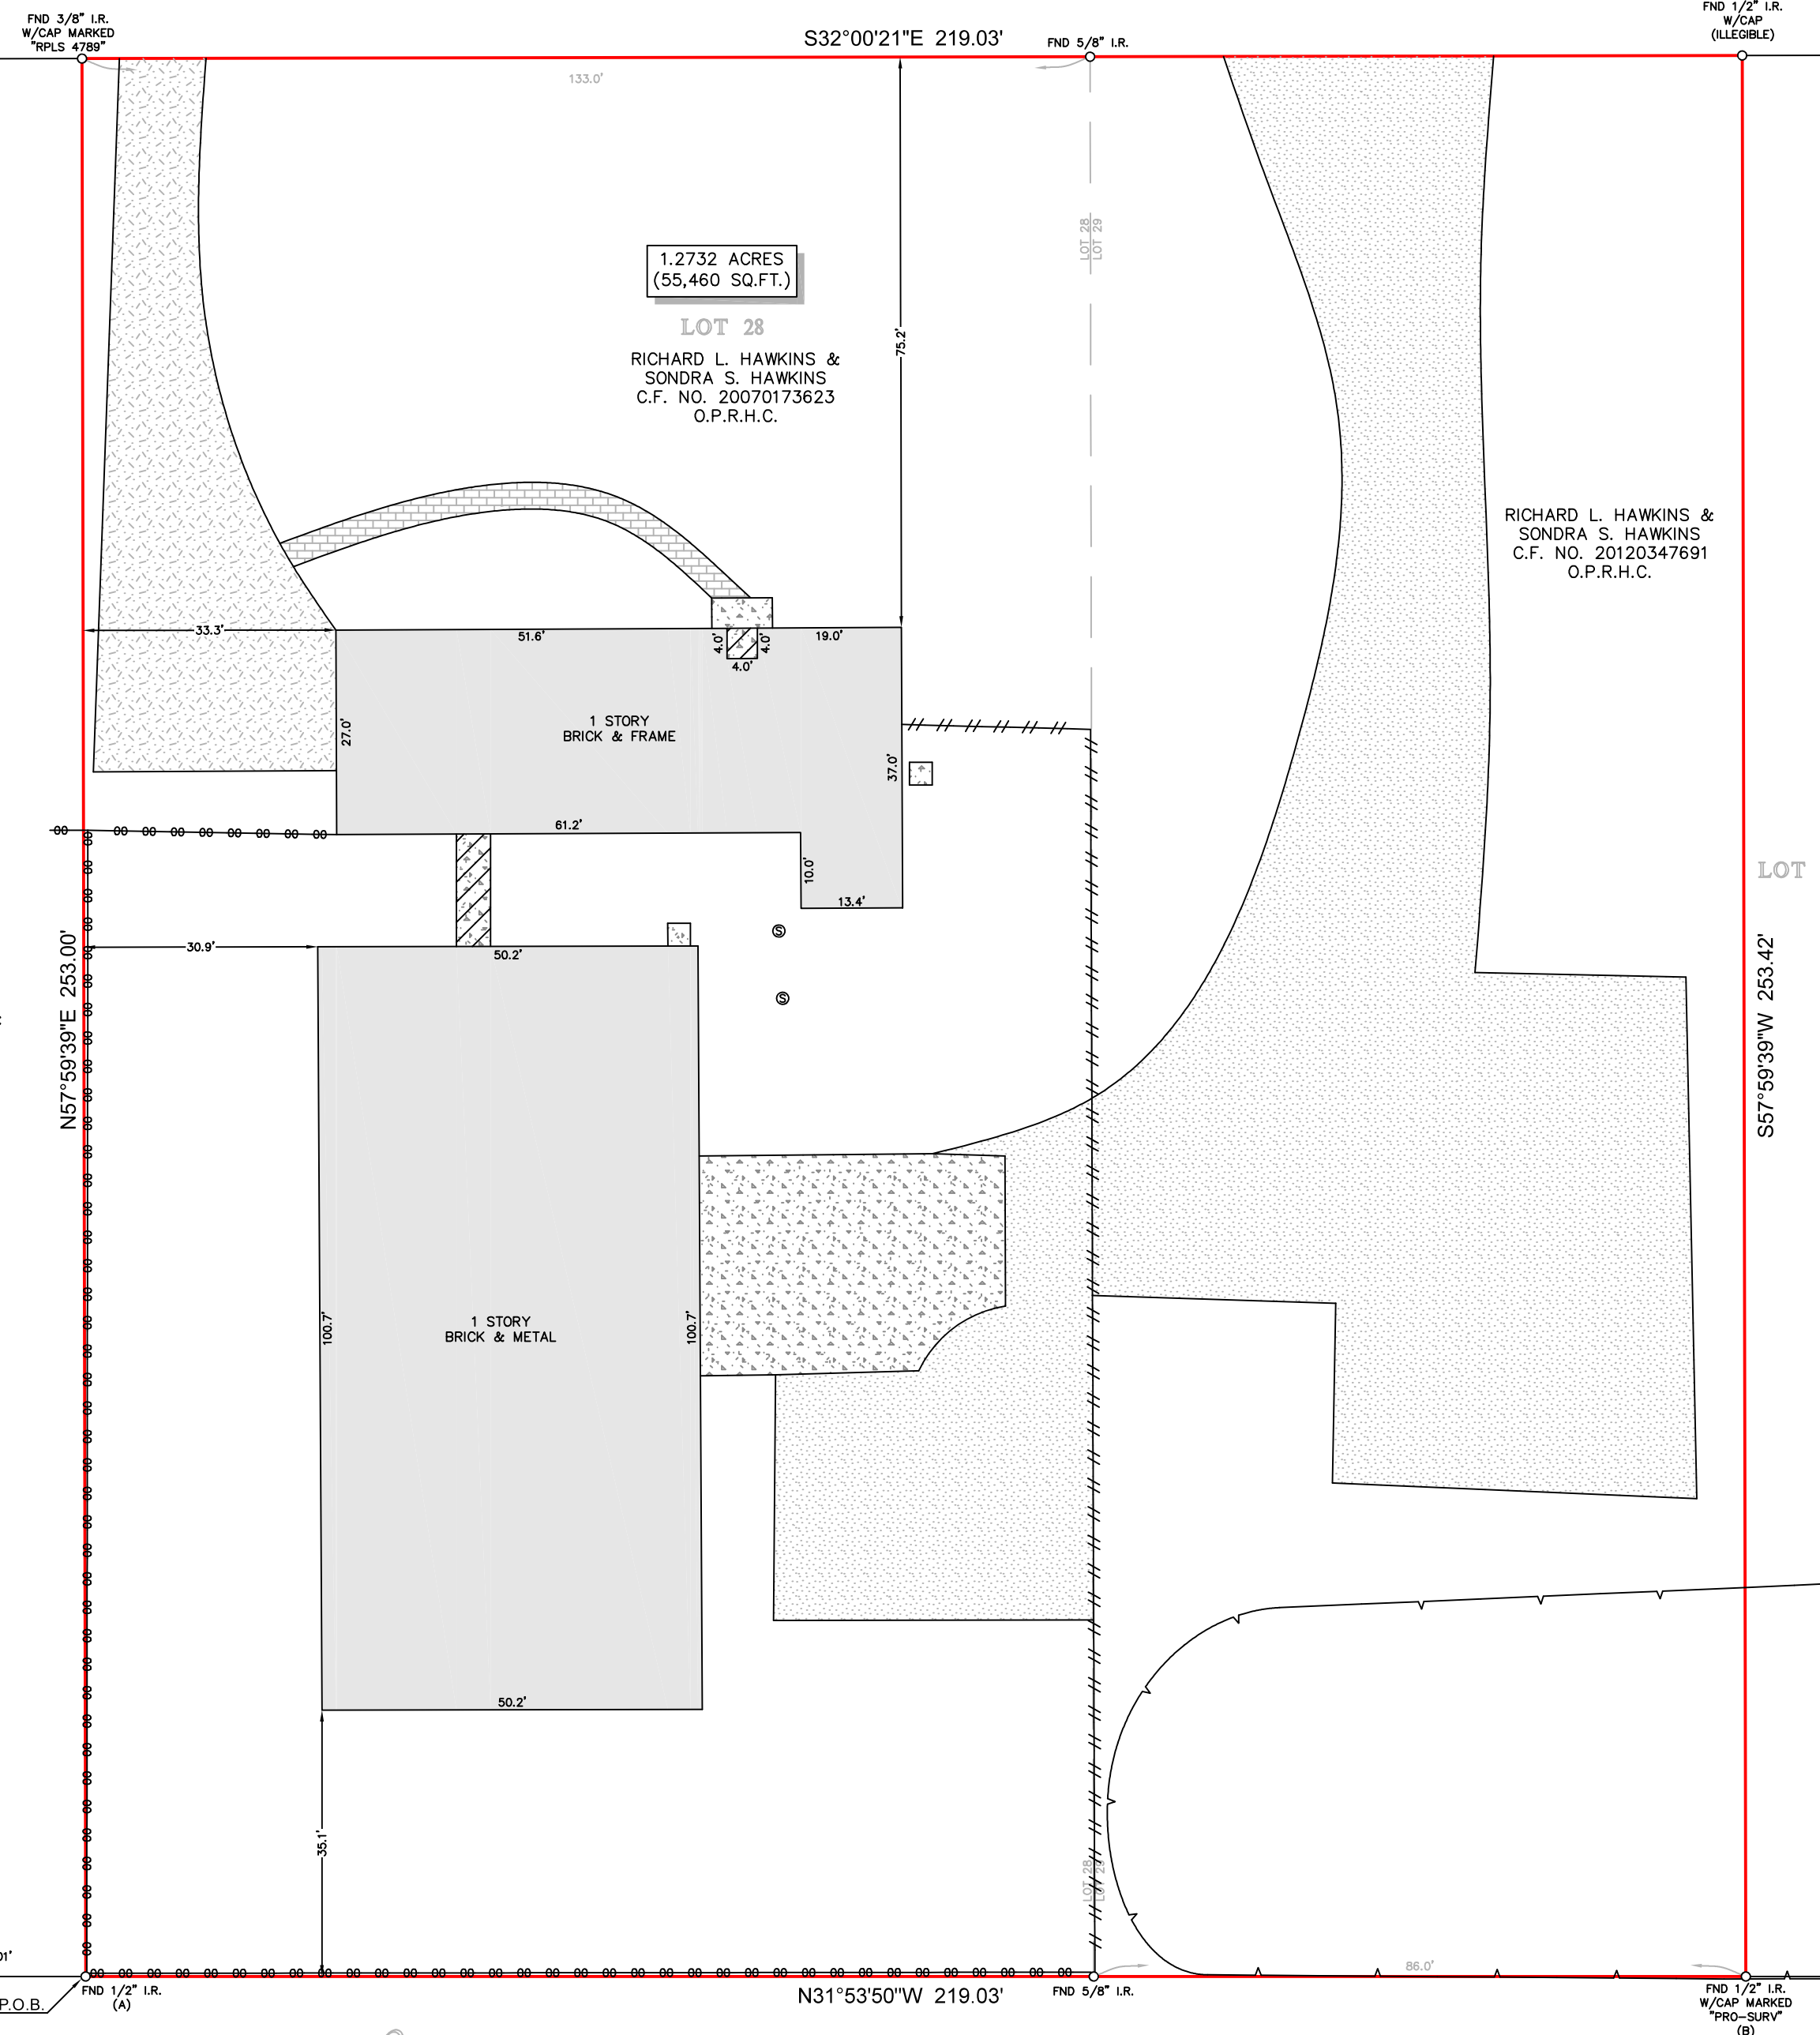 FND 3/8" I.R.
W/CAP MARKED
"RPLS 4789"
S32°00'21"E 219.03'
FND 5/8" I.R.
FND 1/2" I.R.
W/CAP
(ILLEGIBLE)
133.0'
LOT 28
LOT 29
1.2732 ACRES
(55,460 SQ.FT.)
LOT 28
RICHARD L. HAWKINS &
SONDRA S. HAWKINS
C.F. NO. 20070173623
O.P.R.H.C.
75.2'
RICHARD L. HAWKINS &
SONDRA S. HAWKINS
C.F. NO. 20120347691
O.P.R.H.C.
33.3'
51.6'
4.0'
4.0'
4.0'
19.0'
27.0'
1 STORY
BRICK & FRAME
37.0'
61.2'
10.0'
13.4'
LOT
N57°59'39"E 253.00'
30.9'
50.2'
S
S
S57°59'39"W 253.42'
100.7'
1 STORY
BRICK & METAL
100.7'
50.2'
35.1'
LOT 28
LOT 29
01'
86.0'
P.O.B.
FND 1/2" I.R.
(A)
N31°53'50"W 219.03'
FND 5/8" I.R.
FND 1/2" I.R.
W/CAP MARKED
"PRO-SURV"
(B)